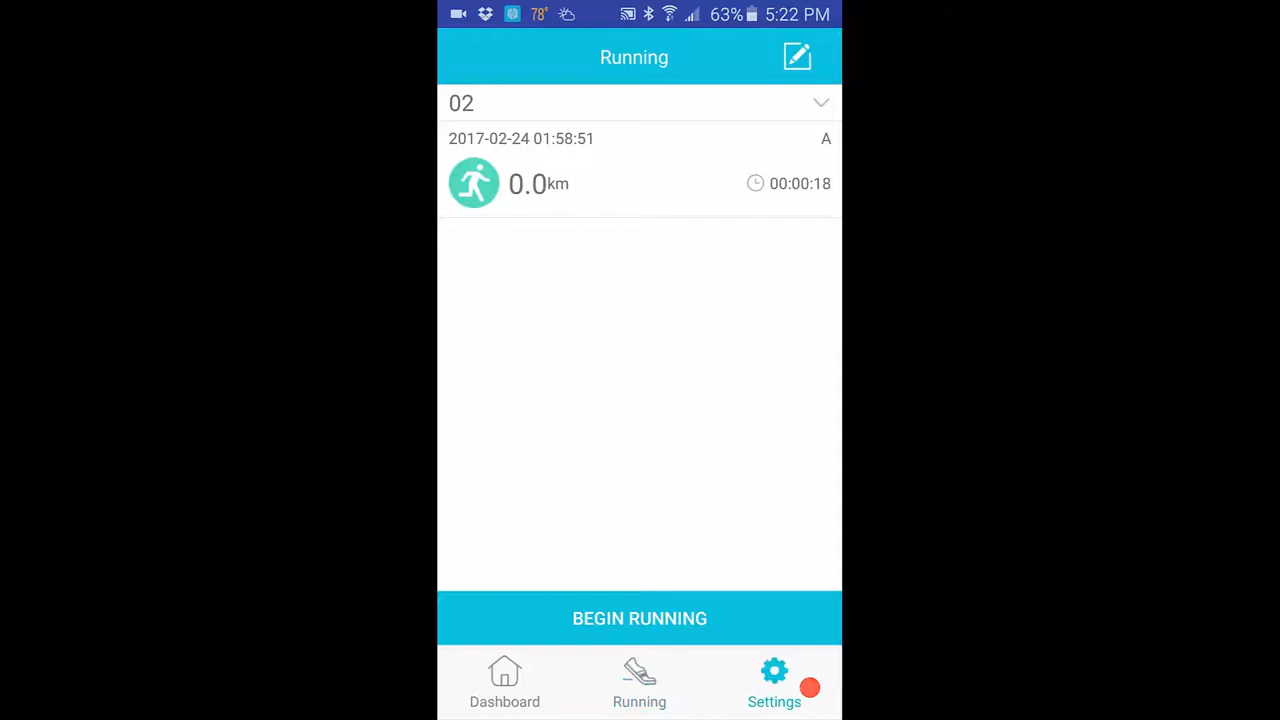 78° 63% 5:22 PM
Running
02
2017-02-24 01:58:51 A
0.0km 00:00:18
BEGIN RUNNING
Dashboard Running Settings